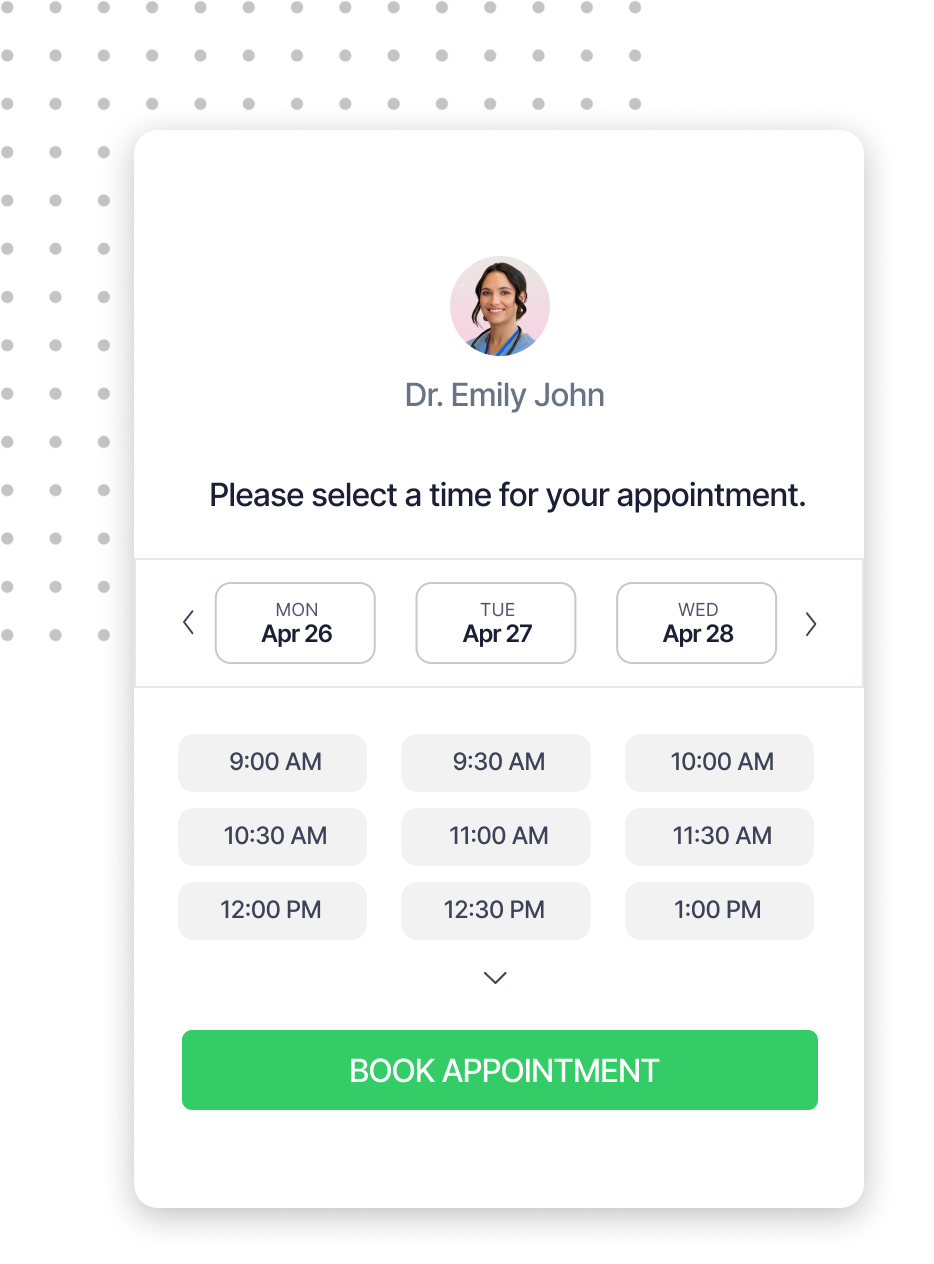 Dr. Emily John
Please select a time for your appointment.
MON TUE WED
Apr 26 Apr 27 Apr 28
9:00 AM 9:30 AM 10:00 AM
10:30 AM 11:00 AM 11:30 AM
12:00 PM 12:30 PM 1:00 PM
BOOK APPOINTMENT